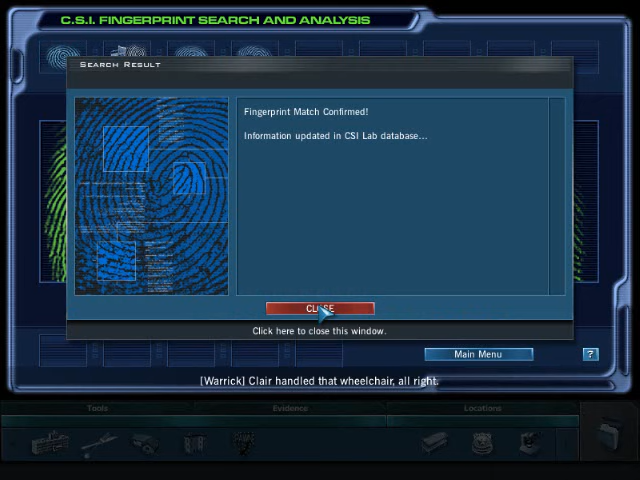 C.S.I. FINGERPRINT SEARCH AND ANALYSIS
SEARCH RESULT
Fingerprint Match Confirmed!
Information updated in CSI Lab database...
CLOSE
Click here to close this window.
Main Menu
?
[Warrick] Clair handled that wheelchair, all right.
Tools
Evidence
Locations